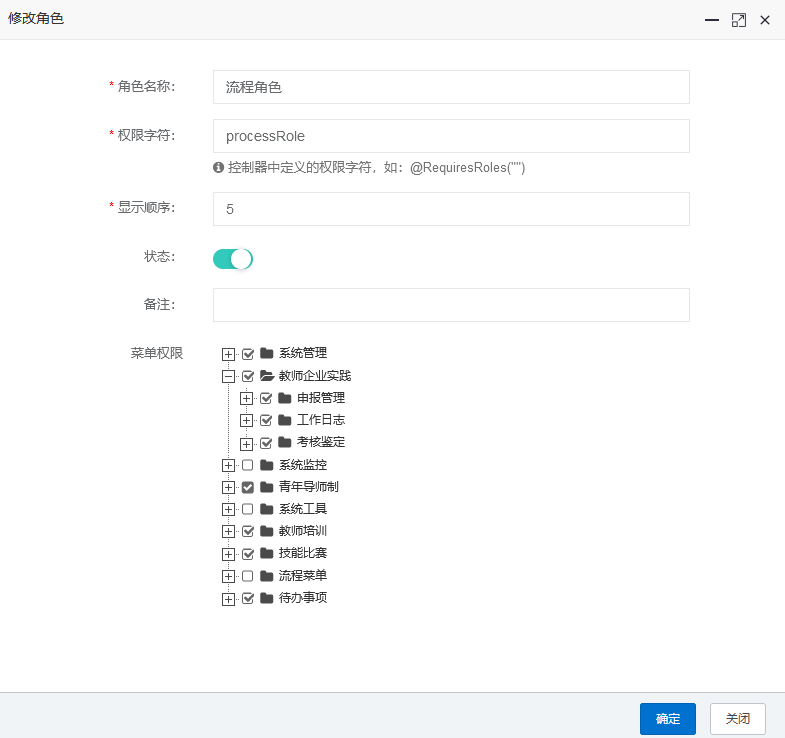 修改角色
* 角色名称:
流程角色
* 权限字符:
processRole
控制器中定义的权限字符，如：@RequiresRoles("")
* 显示顺序:
5
状态:
备注:
菜单权限
系统管理
教师企业实践
申报管理
工作日志
考核鉴定
系统监控
青年导师制
系统工具
教师培训
技能比赛
流程菜单
待办事项
确定
关闭